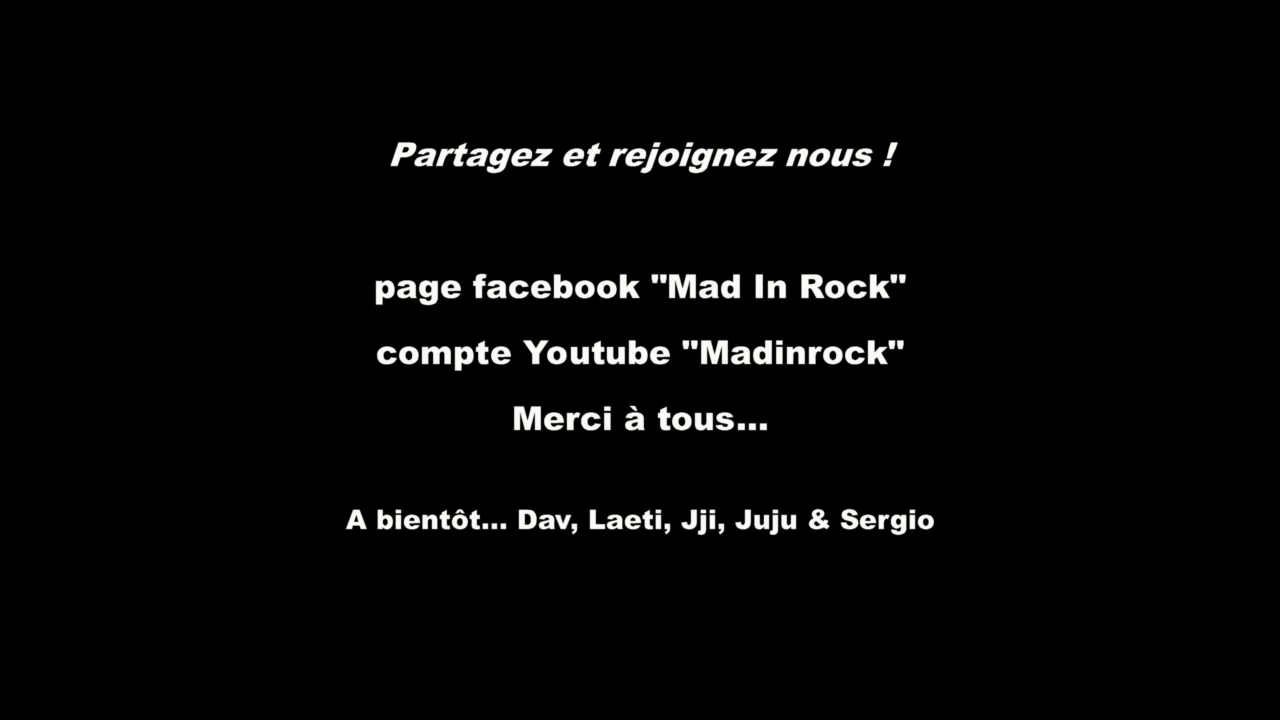 Partagez et rejoignez nous !
page facebook "Mad In Rock"
compte Youtube "Madinrock"
Merci à tous...
A bientôt... Dav, Laeti, Jji, Juju & Sergio